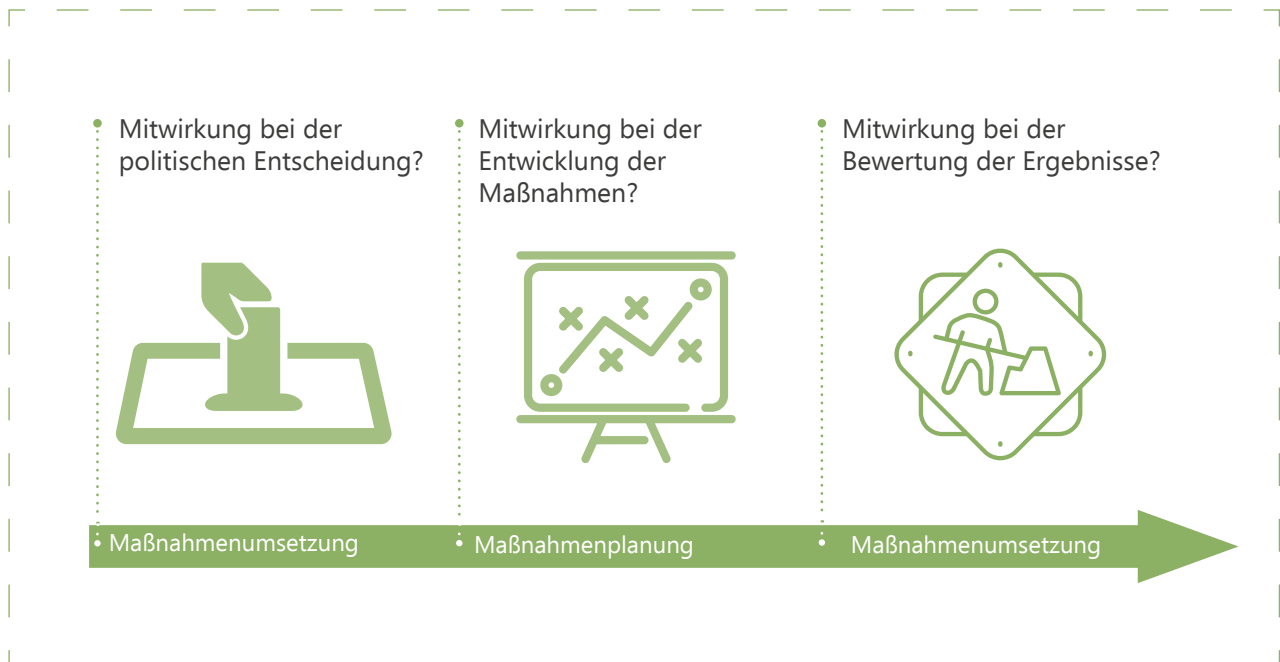 Mitwirkung bei der
politischen Entscheidung?
Mitwirkung bei der
Entwicklung der
Maßnahmen?
Mitwirkung bei der
Bewertung der Ergebnisse?
Maßnahmenumsetzung
Maßnahmenplanung
Maßnahmenumsetzung